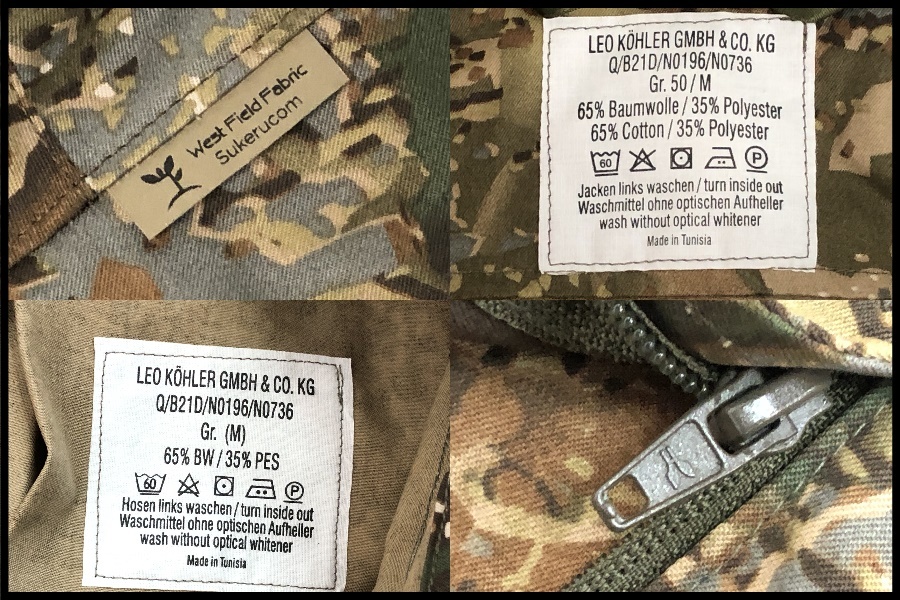 West Field Fabric
Sukerucom
LEO KÖHLER GMBH & CO. KG
Q/B21D/N0196/N0736
Gr. 50 / M
65% Baumwolle / 35% Polyester
65% Cotton / 35% Polyester
60 P
Jacken links waschen / turn inside out
Waschmittel ohne optischen Aufheller
wash without optical whitener
Made in Tunisia
LEO KÖHLER GMBH & CO. KG
Q/B21D/N0196/N0736
Gr. (M)
65% BW / 35% PES
60 P
Hosen links waschen / turn inside out
Waschmittel ohne optischen Aufheller
wash without optical whitener
Made in Tunisia